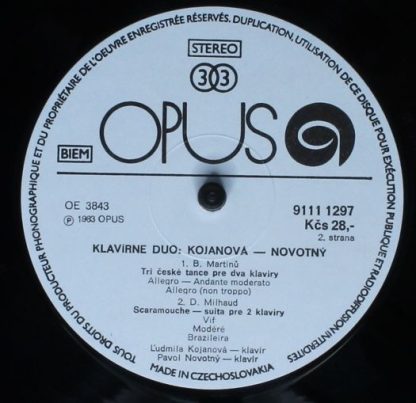 TOUS DROITS DU PRODUCTEUR PHONOGRAPHIQUE ET DU PROPRIÉTAIRE DE L'OEUVRE ENREGISTRÉE RÉSERVÉS. DUPLICATION, UTILISATION DE CE DISQUE POUR EXÉCUTION PUBLIQUE ET RADIODIFFUSION INTERDITES
STEREO
33
OPUS
BIEM
OE 3843
Ⓟ 1983 OPUS
9111 1297
Kčs 28,-
2. strana
KLAVÍRNE DUO: KOJANOVÁ — NOVOTNÝ
1. B. Martinů
Tri české tance pre dva klavíry
Allegro — Andante moderato
Allegro (non troppo)
2. D. Milhaud
Scaramouche — suita pre 2 klavíry
Vif
Modéré
Brazileira
Ľudmila Kojanová — klavír
Pavol Novotný — klavír
MADE IN CZECHOSLOVAKIA